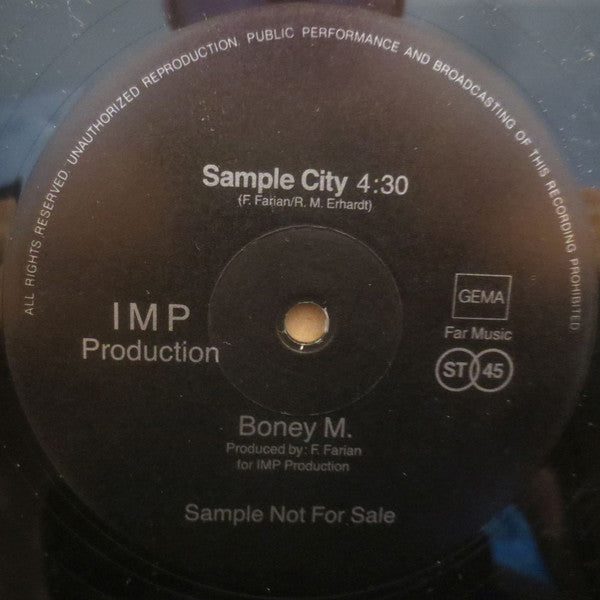 ALL RIGHTS RESERVED UNAUTHORIZED REPRODUCTION PUBLIC PERFORMANCE AND BROADCASTING OF THIS RECORDING PROHIBITED
Sample City 4:30
(F. Farian/R. M. Erhardt)
GEMA
IMP
Production
Far Music
ST 45
Boney M.
Produced by: F. Farian
for IMP Production
Sample Not For Sale